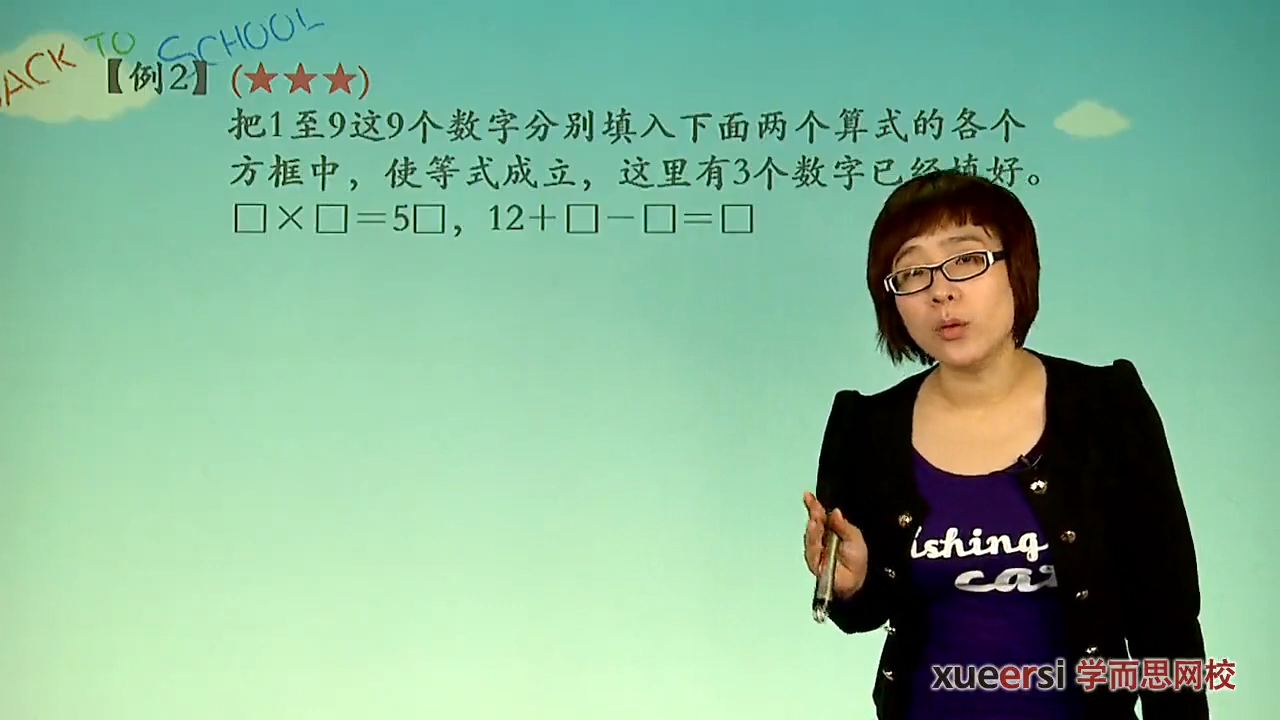 BACK TO SCHOOL
【例2】(★★★)
把1至9这9个数字分别填入下面两个算式的各个
方框中，使等式成立，这里有3个数字已经填好。
□×□＝5□，12＋□－□＝□
ishing
ca
xueersi 学而思网校